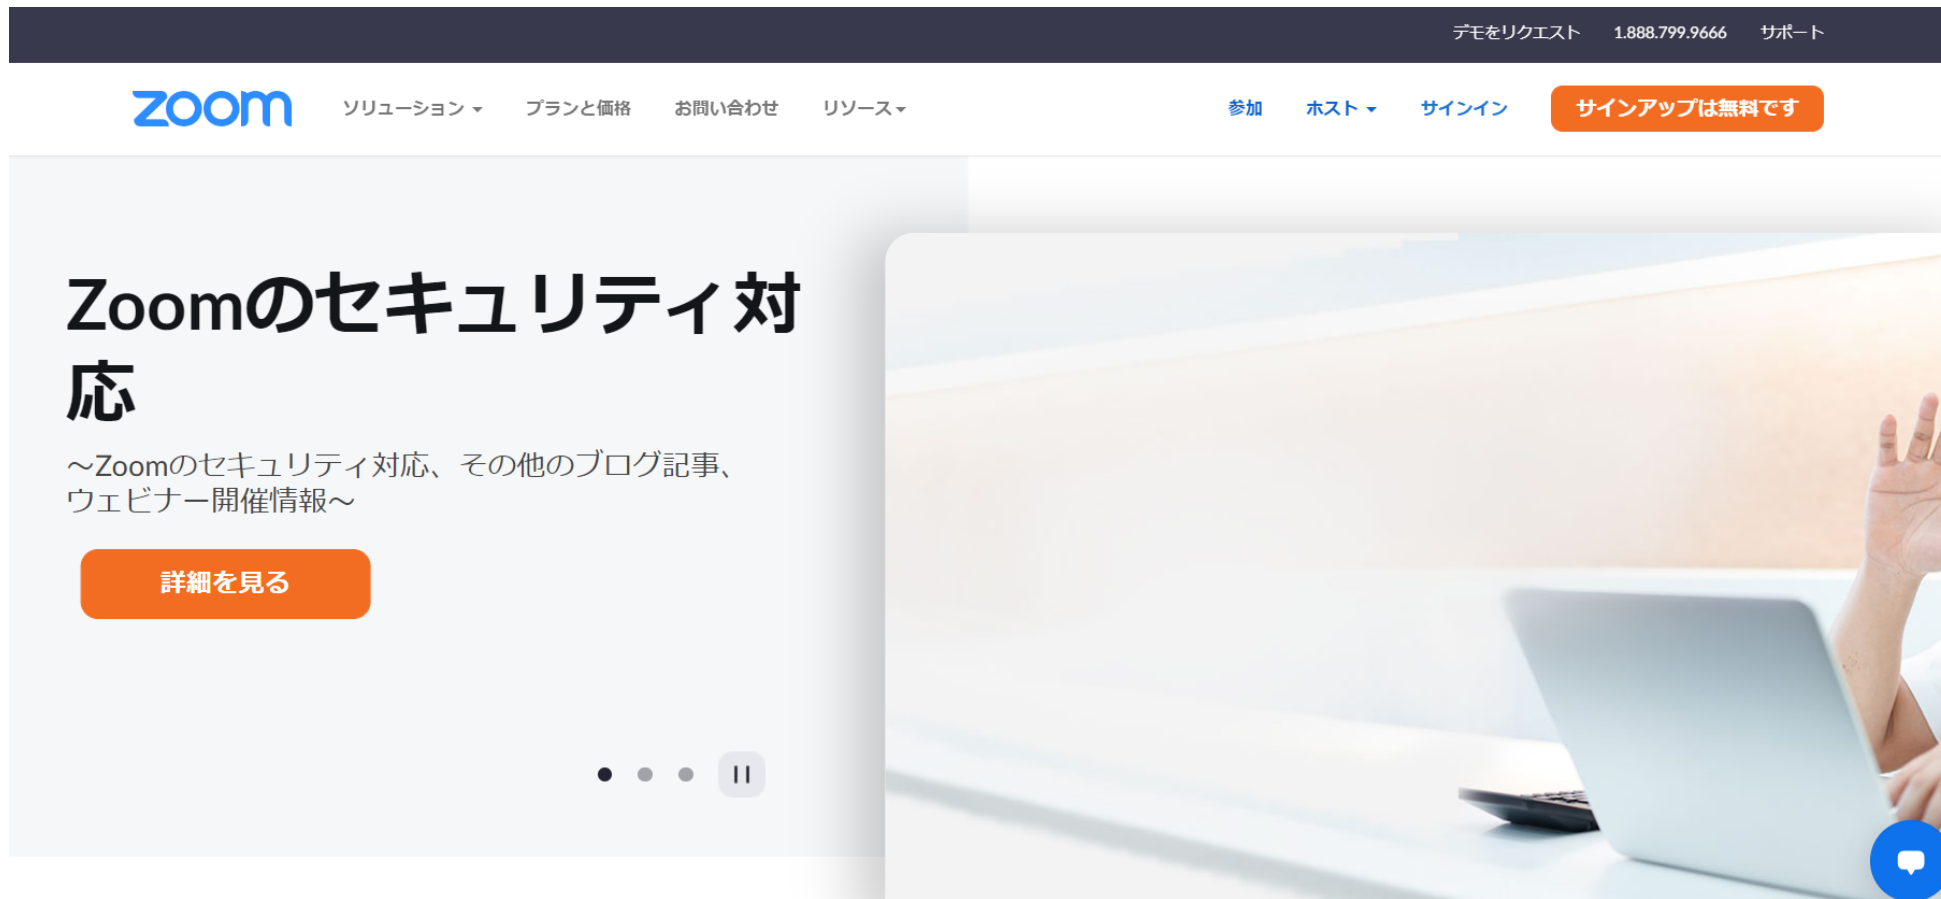 デモをリクエスト 1.888.799.9666 サポート
zoom ソリューション プランと価格 お問い合わせ リソース 参加 ホスト サインイン サインアップは無料です
Zoomのセキュリティ対
応
～Zoomのセキュリティ対応、その他のブログ記事、
ウェビナー開催情報～
詳細を見る